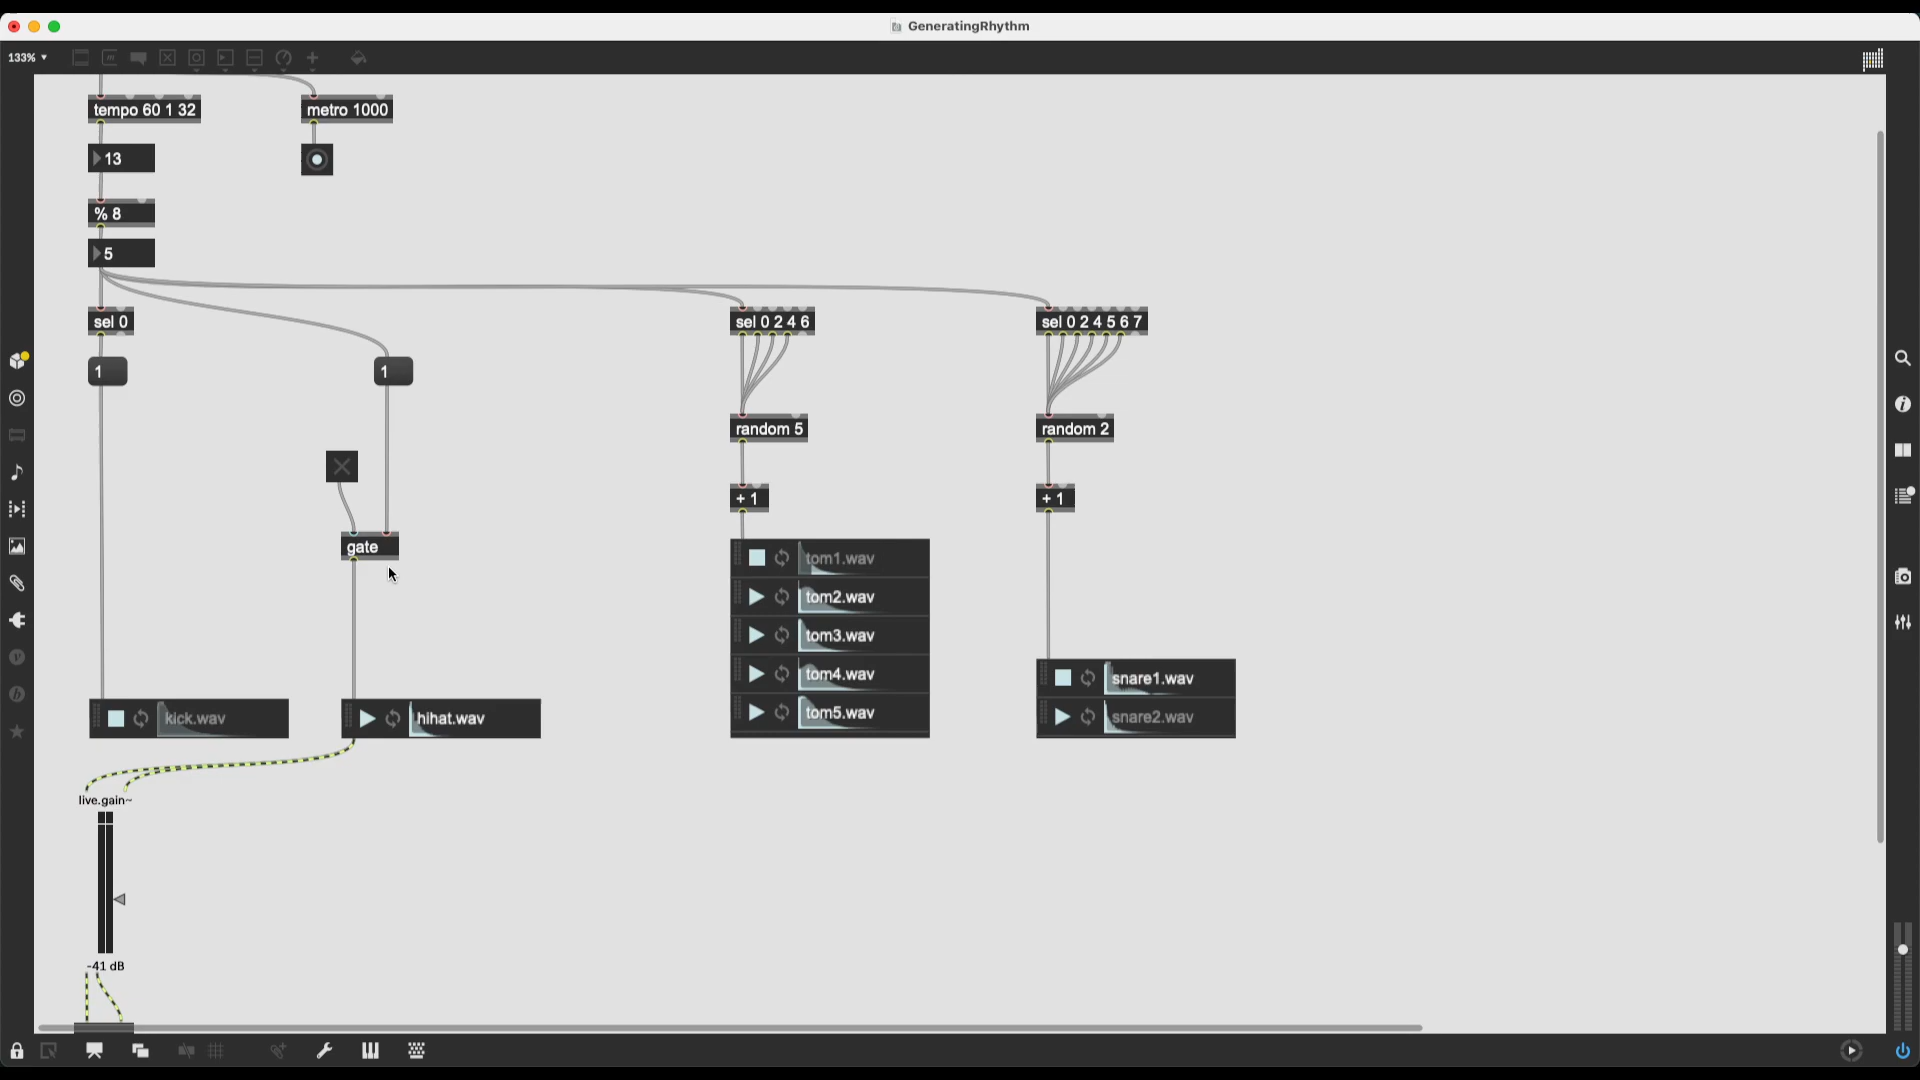 GeneratingRhythm
133%
tempo 60 1 32
metro 1000
13
% 8
5
sel 0
sel 0 2 4 6
sel 0 2 4 5 6 7
1
1
random 5
random 2
+ 1
+ 1
gate
tom1.wav
tom2.wav
tom3.wav
tom4.wav
tom5.wav
snare1.wav
snare2.wav
kick.wav
hihat.wav
live.gain~
-41 dB